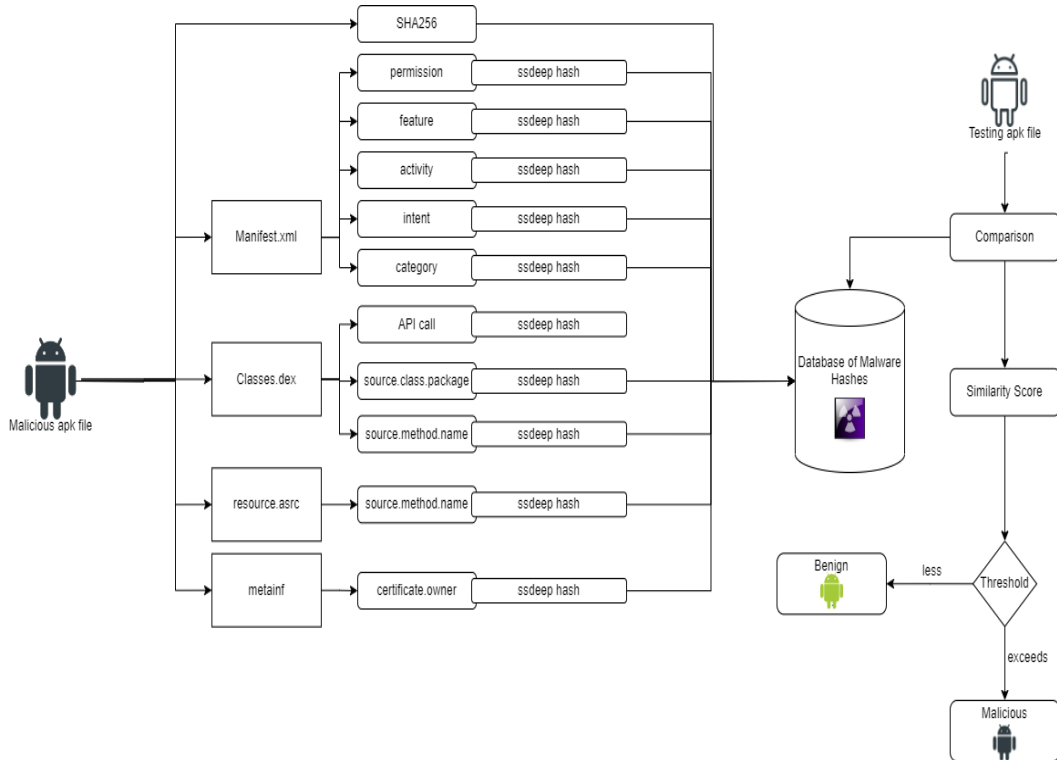 SHA256
permission
ssdeep hash
feature
ssdeep hash
activity
ssdeep hash
intent
ssdeep hash
category
ssdeep hash
Manifest.xml
API call
ssdeep hash
Classes.dex
source.class.package
ssdeep hash
source.method.name
ssdeep hash
Malicious apk file
resource.asrc
source.method.name
ssdeep hash
metainf
certificate.owner
ssdeep hash
Database of Malware
Hashes
Testing apk file
Comparison
Similarity Score
Threshold
less
Benign
exceeds
Malicious